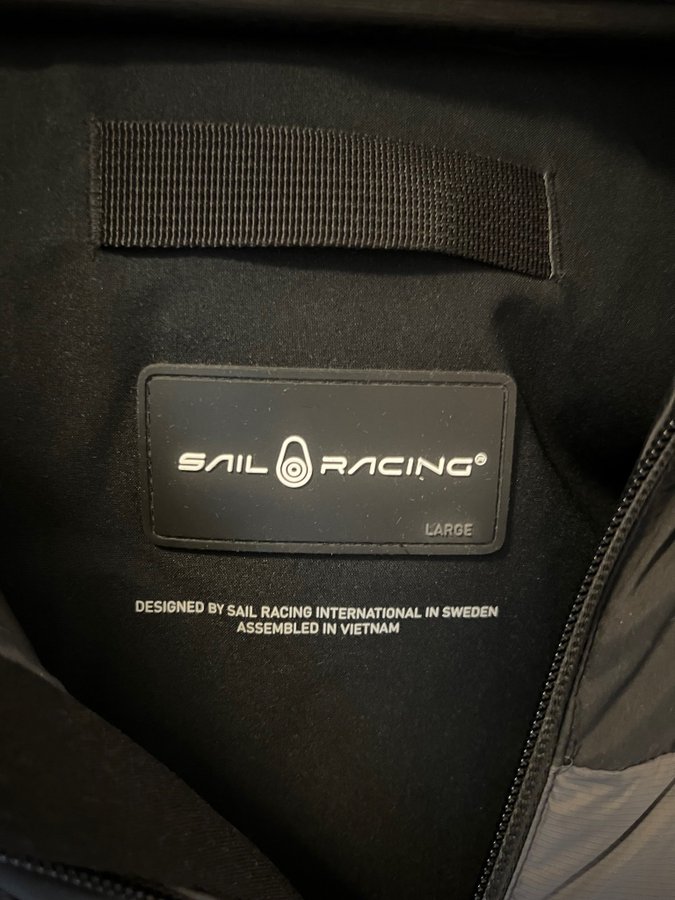 SAIL RACING®
LARGE
DESIGNED BY SAIL RACING INTERNATIONAL IN SWEDEN
ASSEMBLED IN VIETNAM